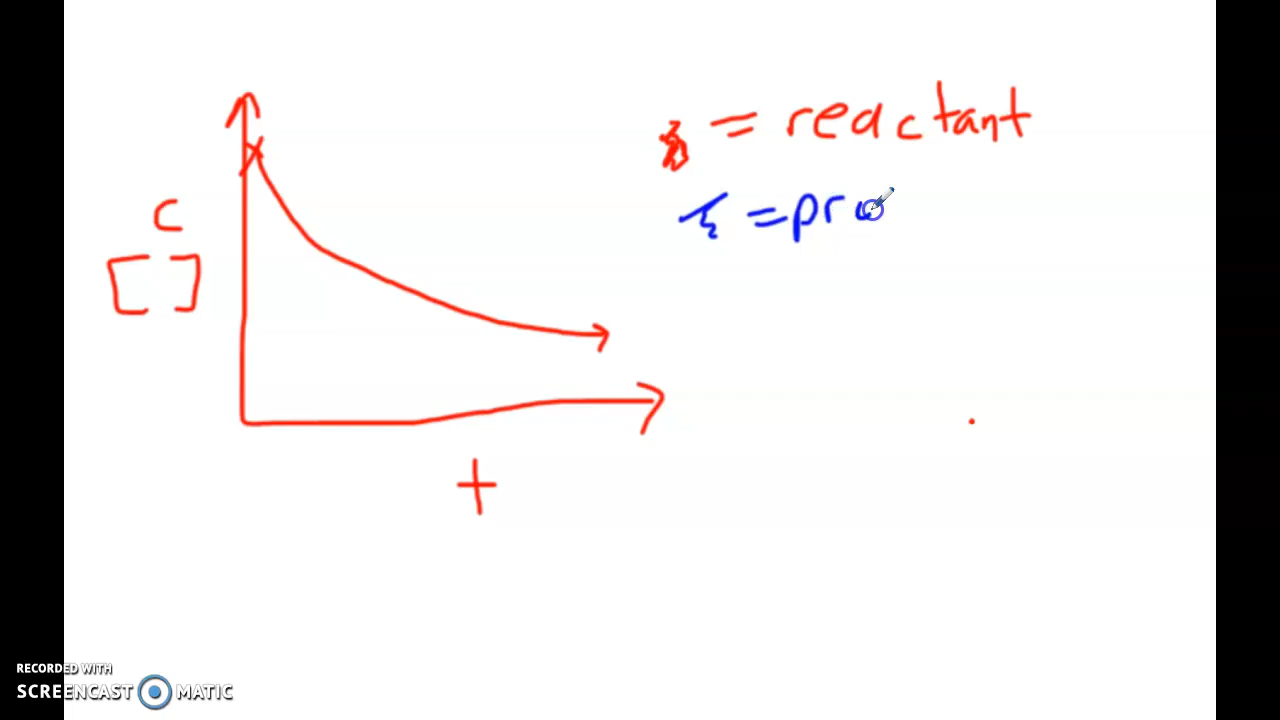 = reactant
= pro
C
[ ]
t
RECORDED WITH
SCREENCAST MATIC